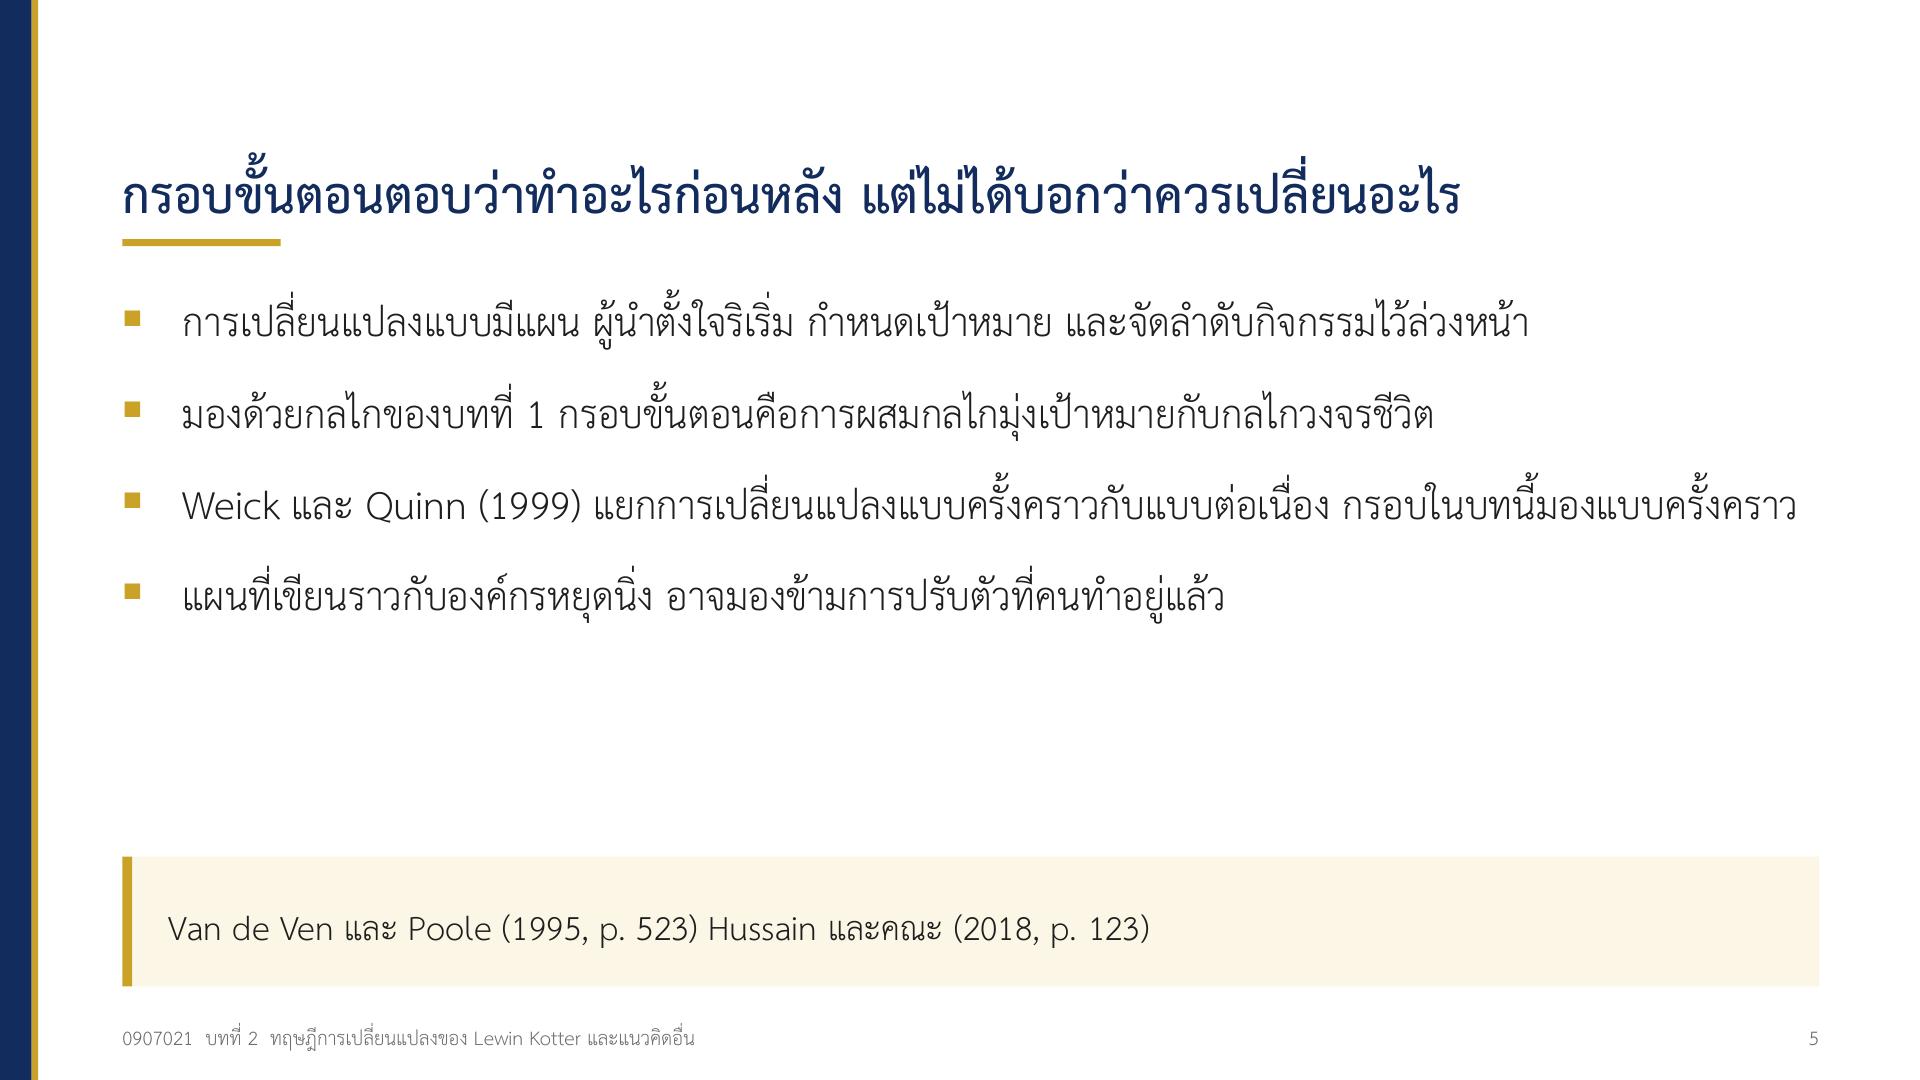 กรอบขั้นตอนตอบว่าทำอะไรก่อนหลัง แต่ไม่ได้บอกว่าควรเปลี่ยนอะไร
การเปลี่ยนแปลงแบบมีแผน ผู้นำตั้งใจริเริ่ม กำหนดเป้าหมาย และจัดลำดับกิจกรรมไว้ล่วงหน้า
มองด้วยกลไกของบทที่ 1 กรอบขั้นตอนคือการผสมกลไกมุ่งเป้าหมายกับกลไกวงจรชีวิต
Weick และ Quinn (1999) แยกการเปลี่ยนแปลงแบบครั้งคราวกับแบบต่อเนื่อง กรอบในบทนี้มองแบบครั้งคราว
แผนที่เขียนราวกับองค์กรหยุดนิ่ง อาจมองข้ามการปรับตัวที่คนทำอยู่แล้ว
Van de Ven และ Poole (1995, p. 523) Hussain และคณะ (2018, p. 123)
0907021 บทที่ 2 ทฤษฎีการเปลี่ยนแปลงของ Lewin Kotter และแนวคิดอื่น
5